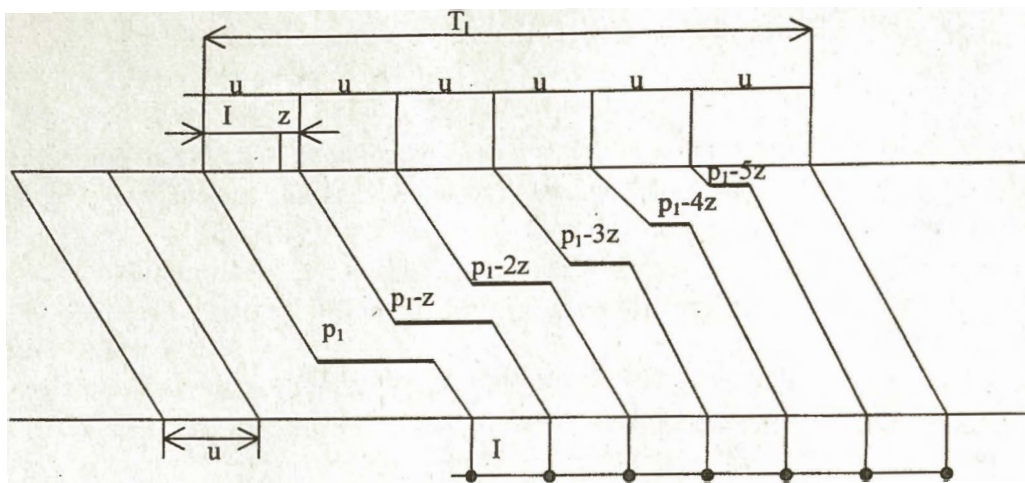 T₁
u u u u u u
I z
p₁-5z
p₁-4z
p₁-3z
p₁-2z
p₁-z
p₁
u
I